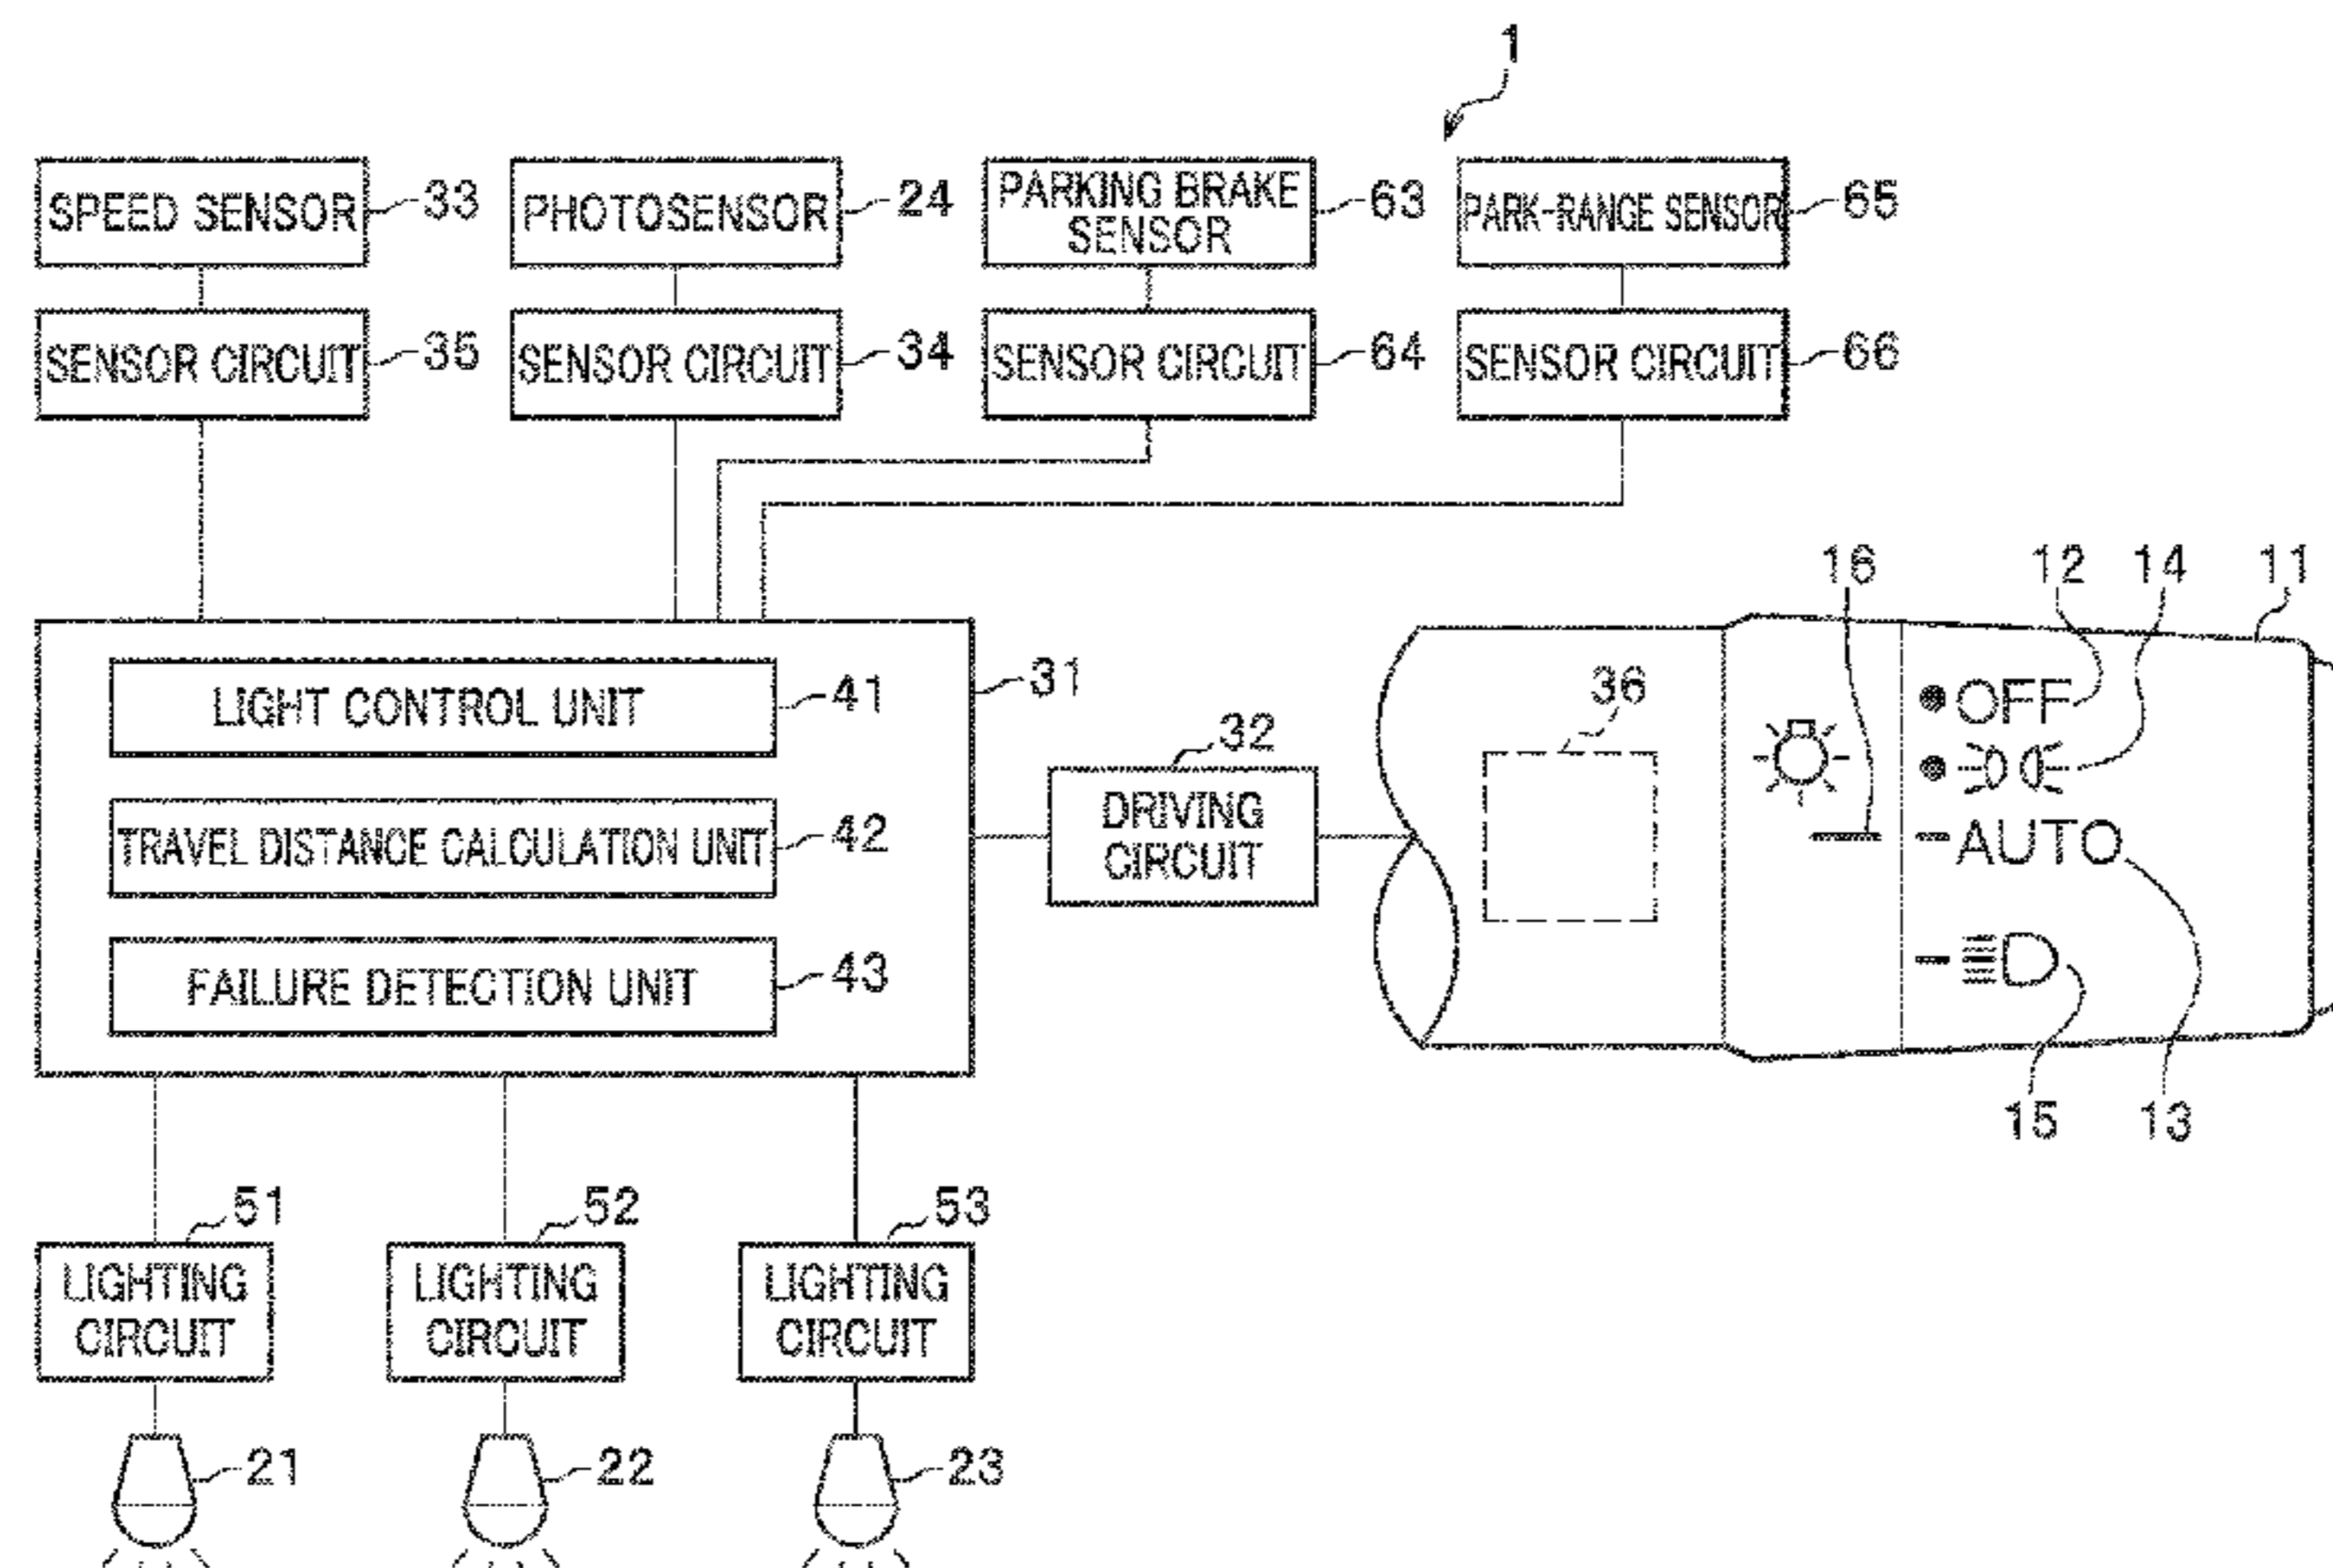 1
SPEED SENSOR 33
PHOTOSENSOR 24
PARKING BRAKE
SENSOR 63
PARK-RANGE SENSOR 65
SENSOR CIRCUIT 35
SENSOR CIRCUIT 34
SENSOR CIRCUIT 64
SENSOR CIRCUIT 66
31
LIGHT CONTROL UNIT 41
TRAVEL DISTANCE CALCULATION UNIT 42
FAILURE DETECTION UNIT 43
32
DRIVING
CIRCUIT
36
16 12 14 11
OFF
AUTO
15 13
51
LIGHTING
CIRCUIT
52
LIGHTING
CIRCUIT
53
LIGHTING
CIRCUIT
21 22 23